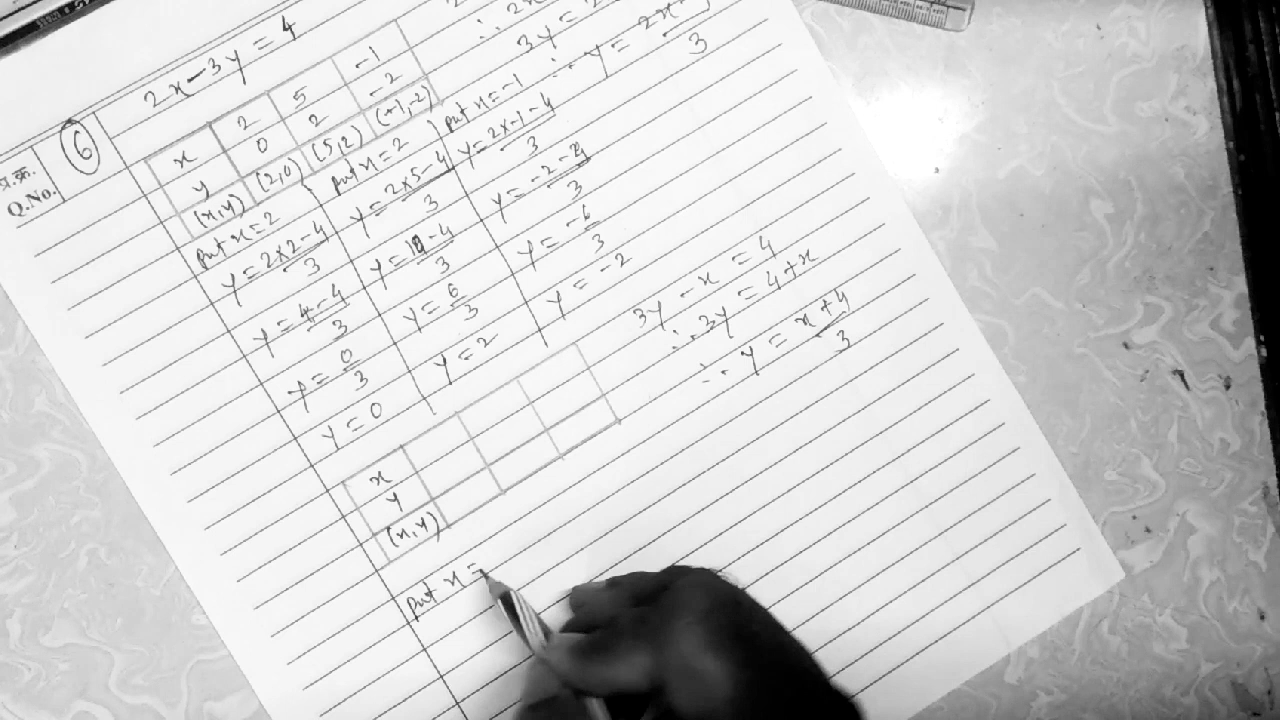 प्र.क्र.
Q.No.
6
2x-3y=4
x 2 5 -1
y 0 2 -2
(x,y) (2,0) (5,2) (-1,-2)
put x=2
y=2×2-4/3
y=4-4/3
y=0/3
y=0
put x=2
y=2×5-4/3
y=10-4/3
y=6/3
y=2
put x=-1
y=2×-1-4/3
y=-2-4/3
y=-6/3
y=-2
3y=
∴ y=2x-/3
3y-x=4
∴ 3y=4+x
∴ y=x+4/3
x
y
(x,y)
put x=